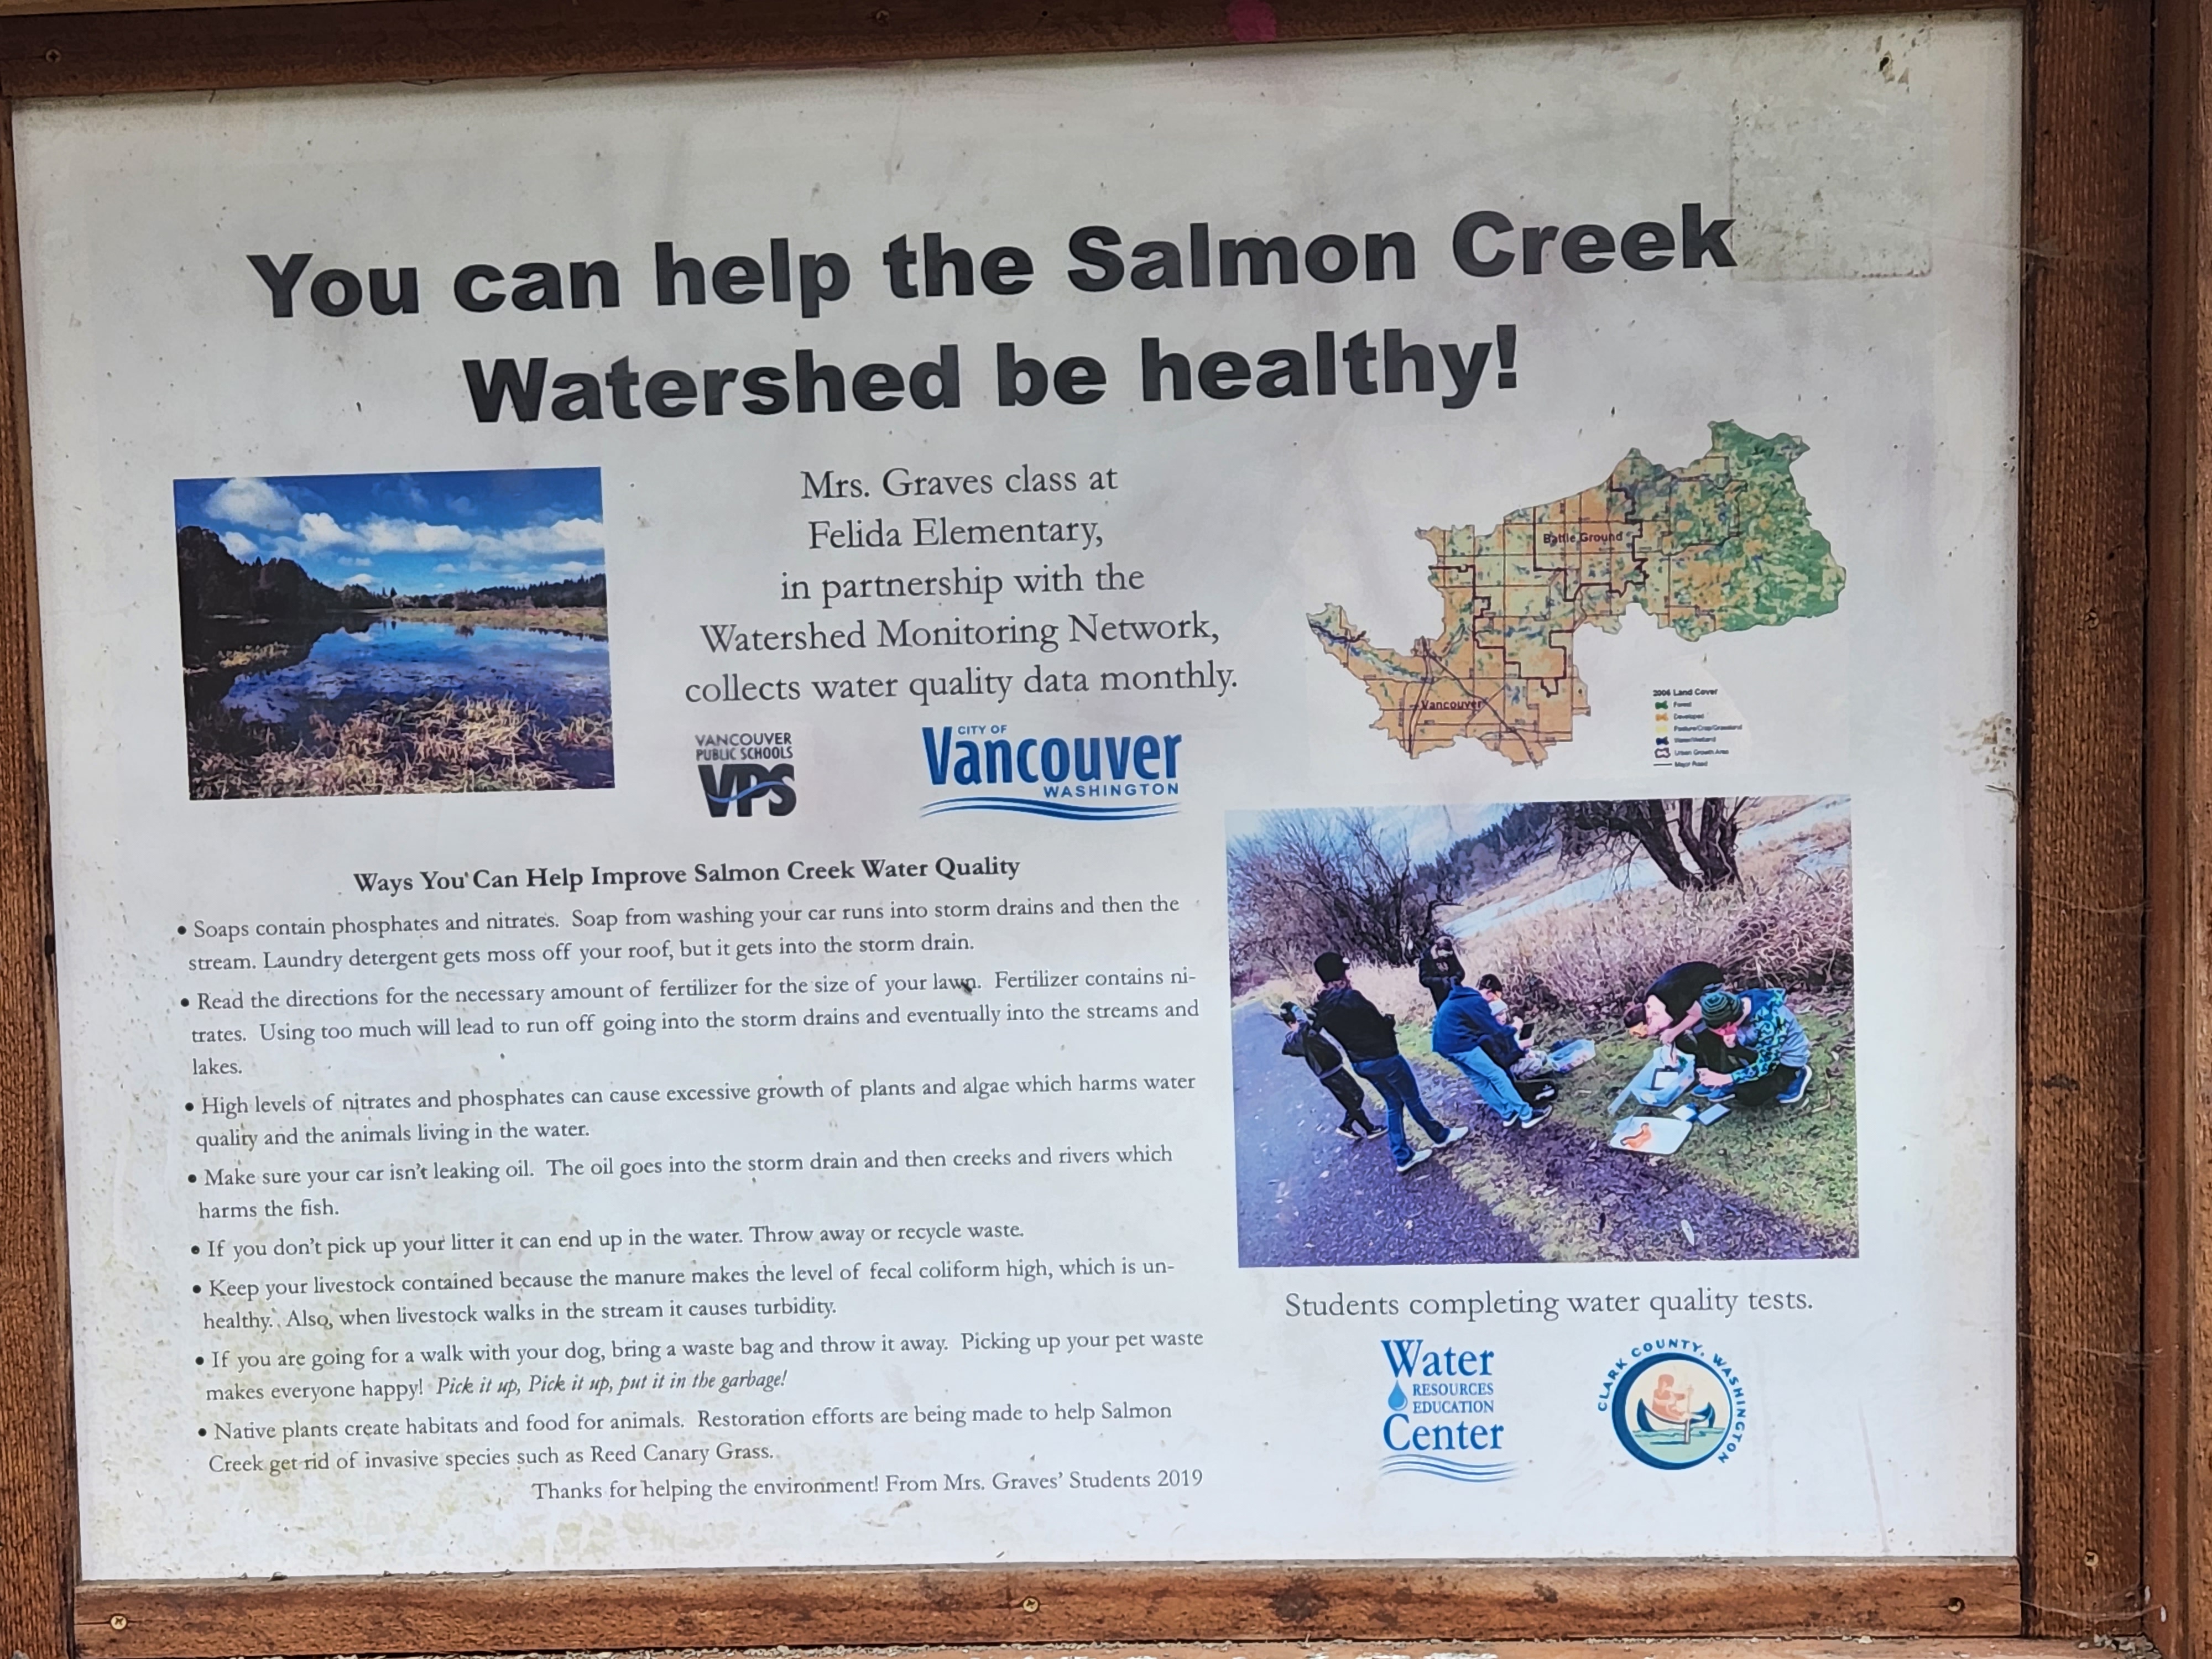 You can help the Salmon Creek
Watershed be healthy!
Mrs. Graves class at
Felida Elementary,
in partnership with the
Watershed Monitoring Network,
collects water quality data monthly.
VANCOUVER
PUBLIC SCHOOLS
VPS
CITY OF
Vancouver
WASHINGTON
Battle Ground
Vancouver
2006 Land Cover
Forest
Developed
Pasture/Crop/Grassland
Water/Wetland
Urban Growth Area
Major Road
Ways You Can Help Improve Salmon Creek Water Quality
• Soaps contain phosphates and nitrates. Soap from washing your car runs into storm drains and then the
stream. Laundry detergent gets moss off your roof, but it gets into the storm drain.
• Read the directions for the necessary amount of fertilizer for the size of your lawn. Fertilizer contains ni-
trates. Using too much will lead to run off going into the storm drains and eventually into the streams and
lakes.
• High levels of nitrates and phosphates can cause excessive growth of plants and algae which harms water
quality and the animals living in the water.
• Make sure your car isn't leaking oil. The oil goes into the storm drain and then creeks and rivers which
harms the fish.
• If you don't pick up your litter it can end up in the water. Throw away or recycle waste.
• Keep your livestock contained because the manure makes the level of fecal coliform high, which is un-
healthy. Also, when livestock walks in the stream it causes turbidity.
• If you are going for a walk with your dog, bring a waste bag and throw it away. Picking up your pet waste
makes everyone happy! Pick it up, Pick it up, put it in the garbage!
• Native plants create habitats and food for animals. Restoration efforts are being made to help Salmon
Creek get rid of invasive species such as Reed Canary Grass.
Thanks for helping the environment! From Mrs. Graves' Students 2019
Students completing water quality tests.
Water
RESOURCES
EDUCATION
Center
CLARK COUNTY, WASHINGTON